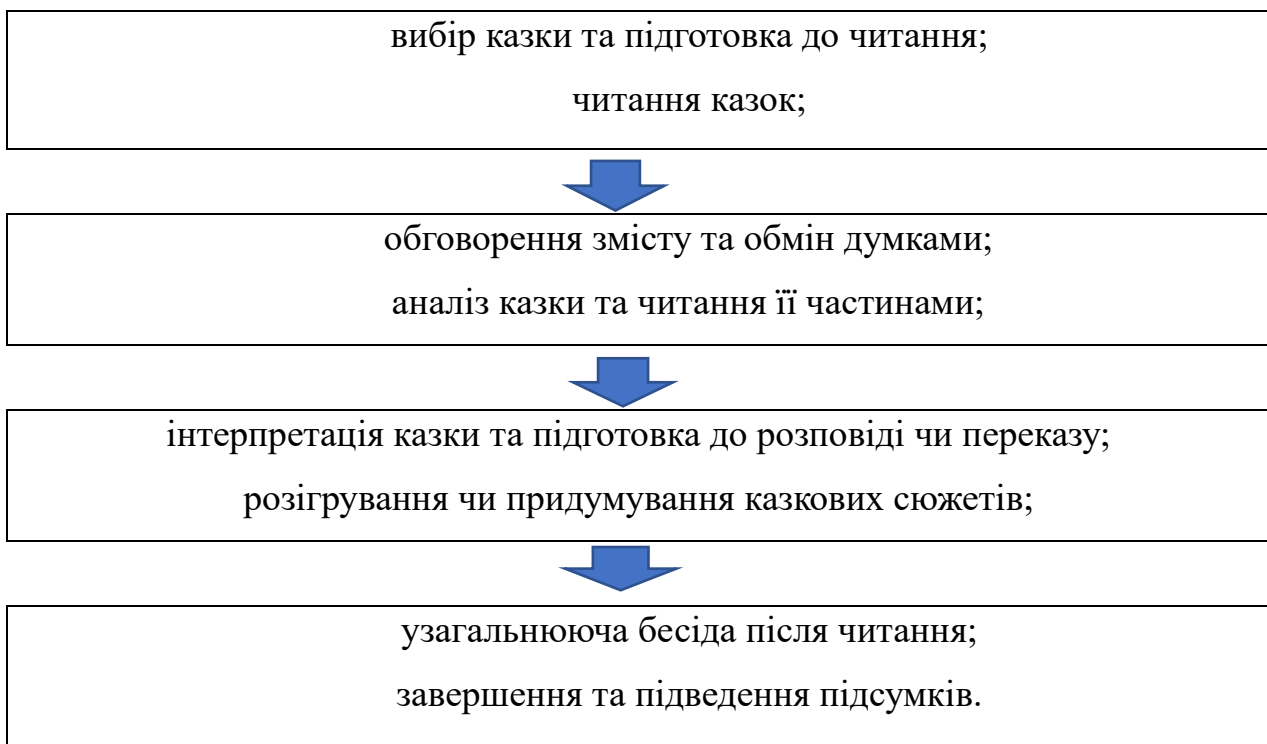 вибір казки та підготовка до читання;
читання казок;
обговорення змісту та обмін думками;
аналіз казки та читання її частинами;
інтерпретація казки та підготовка до розповіді чи переказу;
розігрування чи придумування казкових сюжетів;
узагальнююча бесіда після читання;
завершення та підведення підсумків.